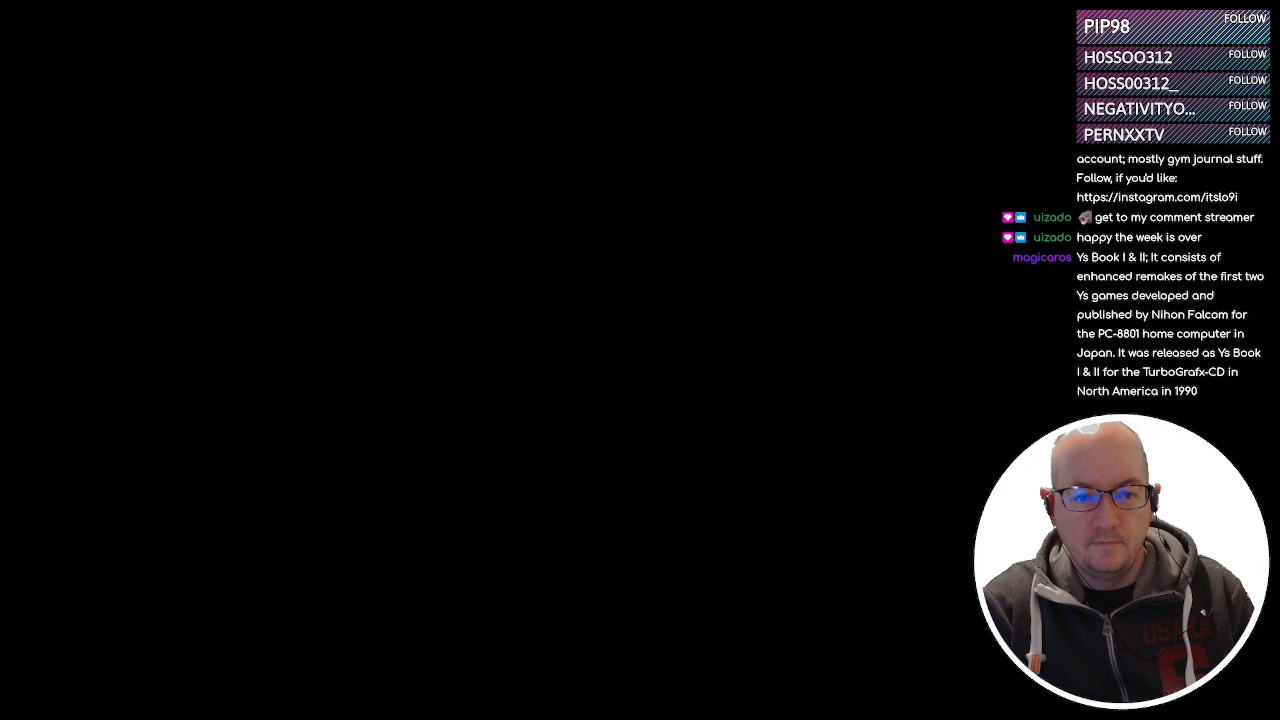 PIP98 FOLLOW
H0SSOO312 FOLLOW
HOSS00312_ FOLLOW
NEGATIVITYO... FOLLOW
PERNXXTV FOLLOW
account; mostly gym journal stuff.
Follow, if you'd like:
https://instagram.com/itslo9i
uizado get to my comment streamer
uizado happy the week is over
magicaros Ys Book I & II; It consists of
enhanced remakes of the first two
Ys games developed and
published by Nihon Falcom for
the PC-8801 home computer in
Japan. It was released as Ys Book
I & II for the TurboGrafx-CD in
North America in 1990
OSAKA
6